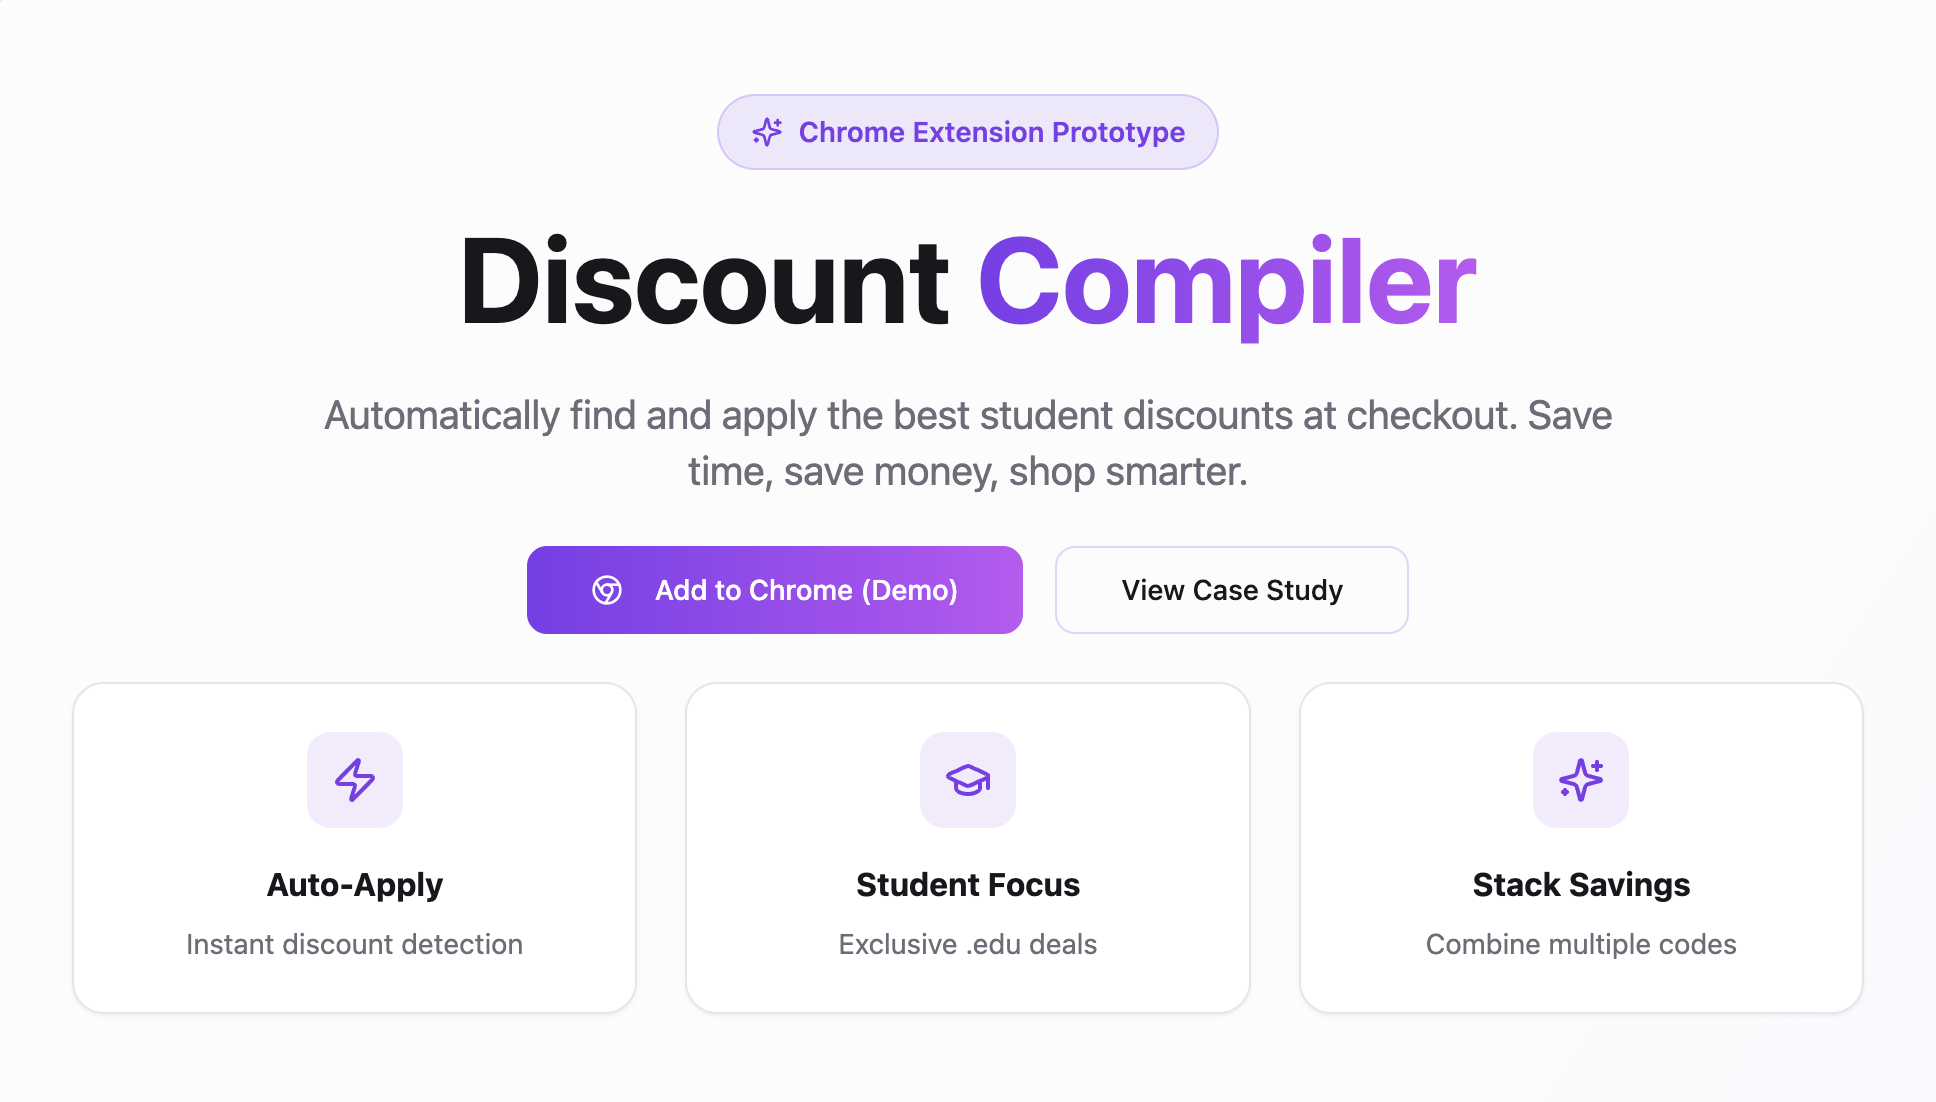 Chrome Extension Prototype
Discount Compiler
Automatically find and apply the best student discounts at checkout. Save
time, save money, shop smarter.
Add to Chrome (Demo)
View Case Study
Auto-Apply
Instant discount detection
Student Focus
Exclusive .edu deals
Stack Savings
Combine multiple codes